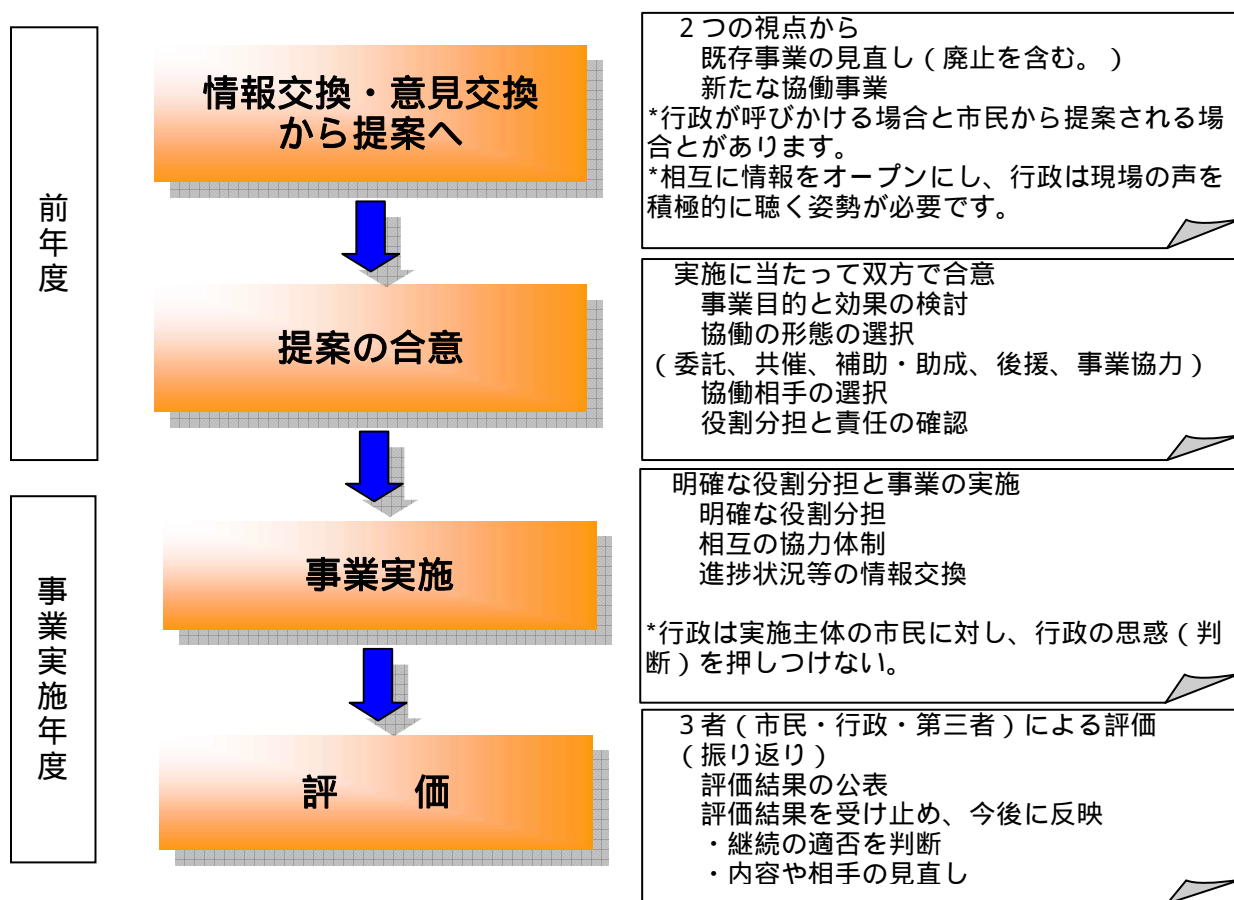 前年度
情報交換・意見交換
から提案へ
２つの視点から
既存事業の見直し（廃止を含む。）
新たな協働事業
*行政が呼びかける場合と市民から提案される場
合とがあります。
*相互に情報をオープンにし、行政は現場の声を
積極的に聴く姿勢が必要です。
提案の合意
実施に当たって双方で合意
事業目的と効果の検討
協働の形態の選択
（委託、共催、補助・助成、後援、事業協力）
協働相手の選択
役割分担と責任の確認
事業実施年度
事業実施
明確な役割分担と事業の実施
明確な役割分担
相互の協力体制
進捗状況等の情報交換
*行政は実施主体の市民に対し、行政の思惑（判
断）を押しつけない。
評　価
３者（市民・行政・第三者）による評価
（振り返り）
評価結果の公表
評価結果を受け止め、今後に反映
・継続の適否を判断
・内容や相手の見直し